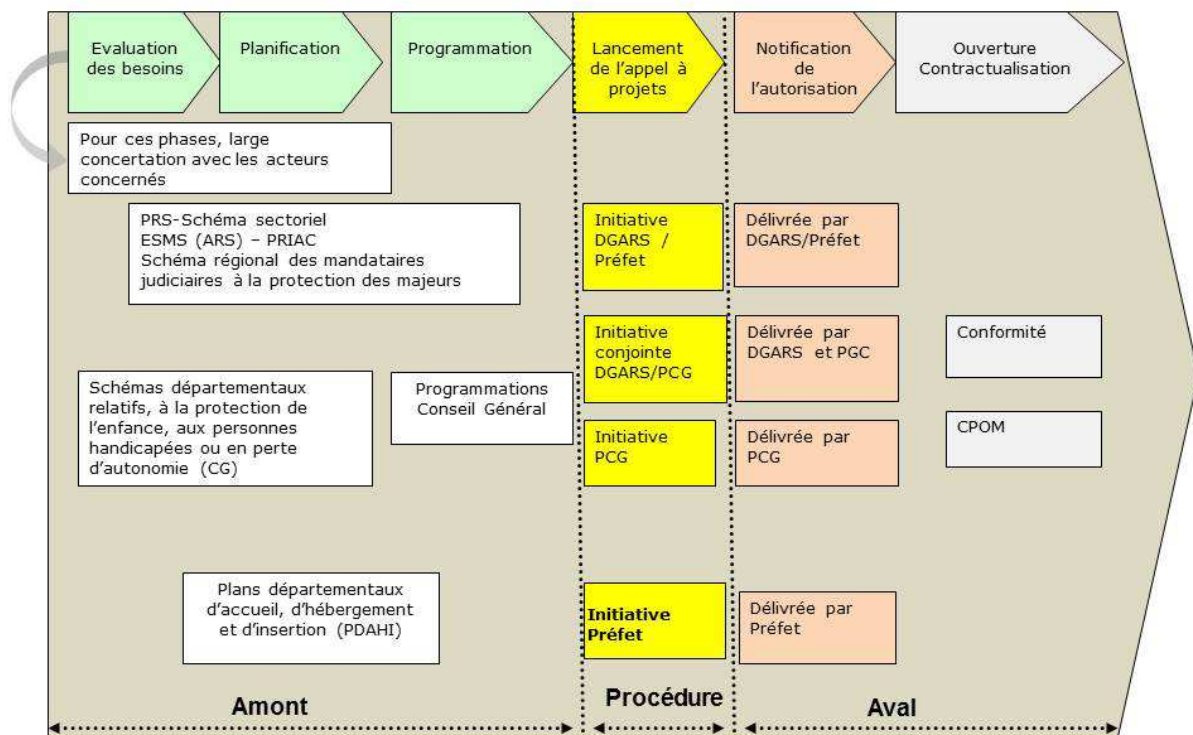 Evaluation
des besoins
Planification
Programmation
Lancement
de l'appel à
projets
Notification
de
l'autorisation
Ouverture
Contractualisation
Pour ces phases, large
concertation avec les acteurs
concernés
PRS-Schéma sectoriel
ESMS (ARS) – PRIAC
Schéma régional des mandataires
judiciaires à la protection des majeurs
Initiative
DGARS /
Préfet
Délivrée par
DGARS/Préfet
Initiative
conjointe
DGARS/PCG
Délivrée par
DGARS et PGC
Conformité
Schémas départementaux
relatifs, à la protection de
l'enfance, aux personnes
handicapées ou en perte
d'autonomie (CG)
Programmations
Conseil Général
Initiative
PCG
Délivrée par
PCG
CPOM
Plans départementaux
d'accueil, d'hébergement
et d'insertion (PDAHI)
Initiative
Préfet
Délivrée par
Préfet
Amont
Procédure
Aval